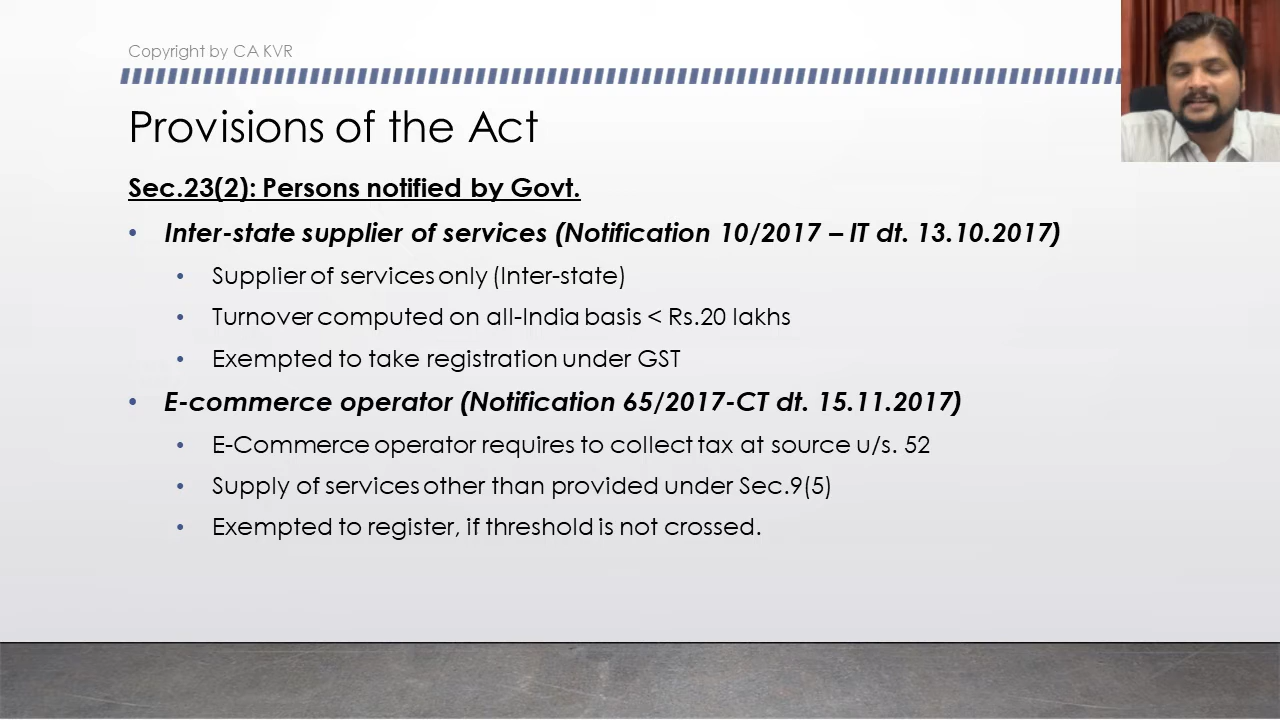 Copyright by CA KVR
Provisions of the Act
Sec.23(2): Persons notified by Govt.
• Inter-state supplier of services (Notification 10/2017 – IT dt. 13.10.2017)
• Supplier of services only (Inter-state)
• Turnover computed on all-India basis < Rs.20 lakhs
• Exempted to take registration under GST
• E-commerce operator (Notification 65/2017-CT dt. 15.11.2017)
• E-Commerce operator requires to collect tax at source u/s. 52
• Supply of services other than provided under Sec.9(5)
• Exempted to register, if threshold is not crossed.